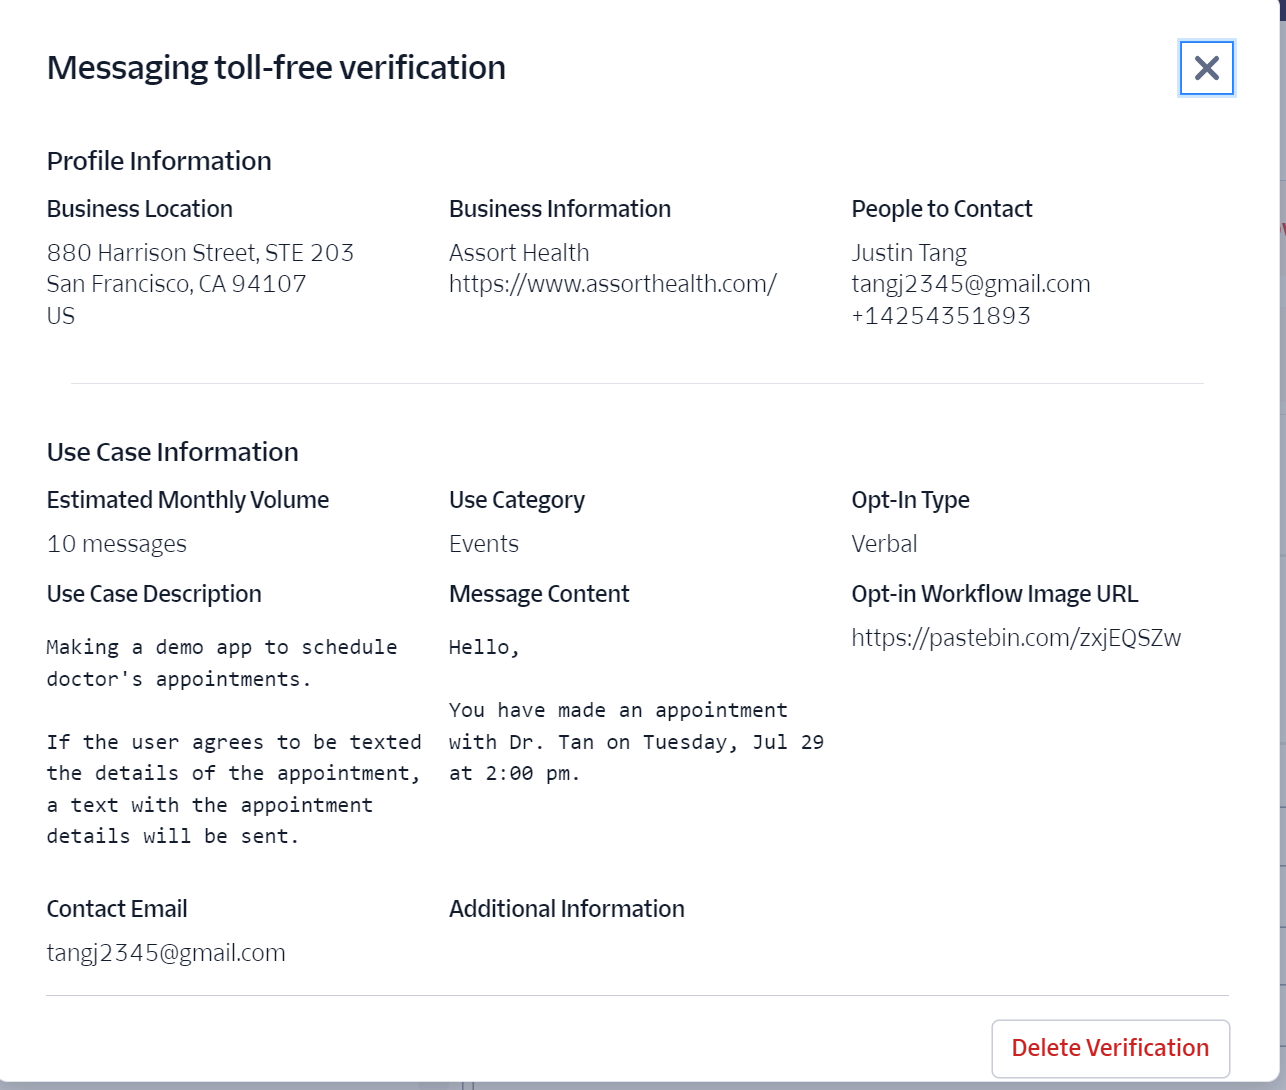 Messaging toll-free verification
Profile Information
Business Location
880 Harrison Street, STE 203
San Francisco, CA 94107
US
Business Information
Assort Health
https://www.assorthealth.com/
People to Contact
Justin Tang
tangj2345@gmail.com
+14254351893
Use Case Information
Estimated Monthly Volume
10 messages
Use Category
Events
Opt-In Type
Verbal
Use Case Description
Making a demo app to schedule
doctor's appointments.
If the user agrees to be texted
the details of the appointment,
a text with the appointment
details will be sent.
Message Content
Hello,
You have made an appointment
with Dr. Tan on Tuesday, Jul 29
at 2:00 pm.
Opt-in Workflow Image URL
https://pastebin.com/zxjEQSZw
Contact Email
tangj2345@gmail.com
Additional Information
Delete Verification